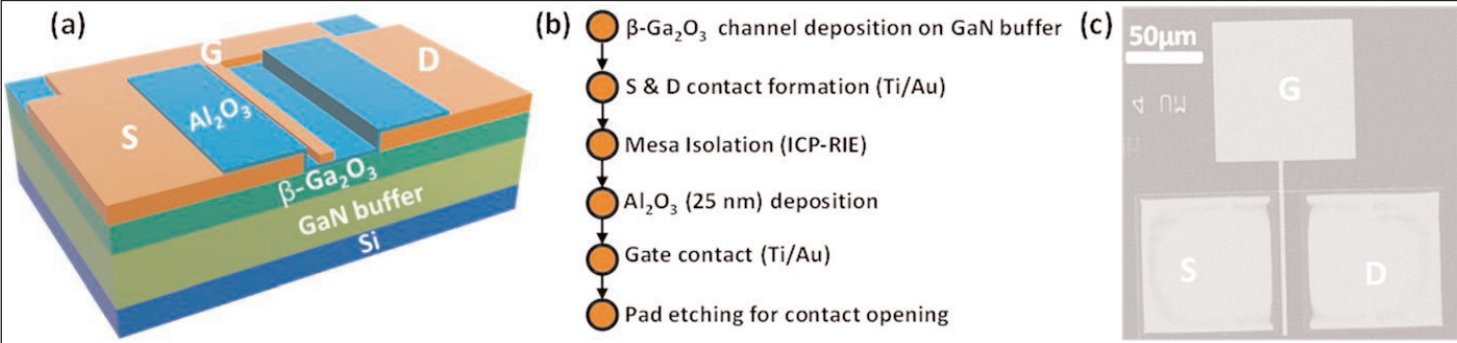 (a)
G
D
S
Al₂O₃
β-Ga₂O₃
GaN buffer
Si
(b)
β-Ga₂O₃ channel deposition on GaN buffer
S & D contact formation (Ti/Au)
Mesa Isolation (ICP-RIE)
Al₂O₃ (25 nm) deposition
Gate contact (Ti/Au)
Pad etching for contact opening
(c)
50μm
G
S
D